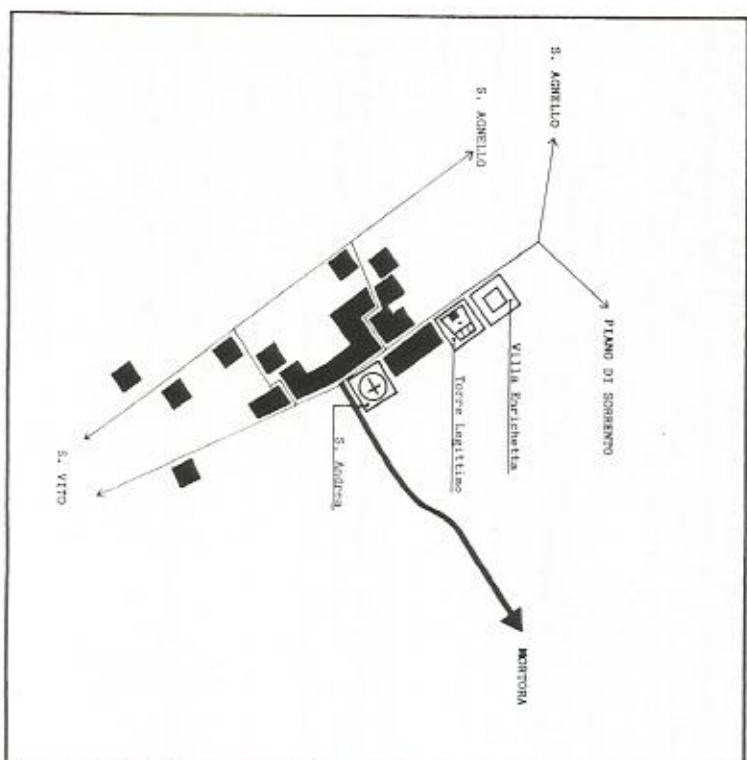 S. AGNELLO
S. AGNELLO
PIANO DI SORRENTO
Villa Enrichetta
Torre Legittimo
S. Andrea
S. VITO
MORTORA